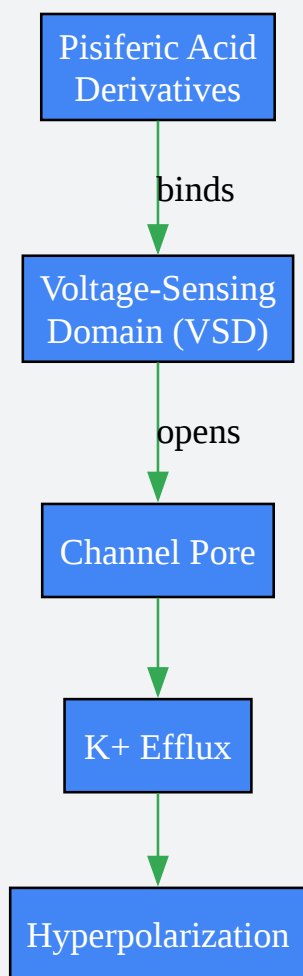 Pisiferic Acid
Derivatives
binds
Voltage-Sensing
Domain (VSD)
opens
Channel Pore
K+ Efflux
Hyperpolarization